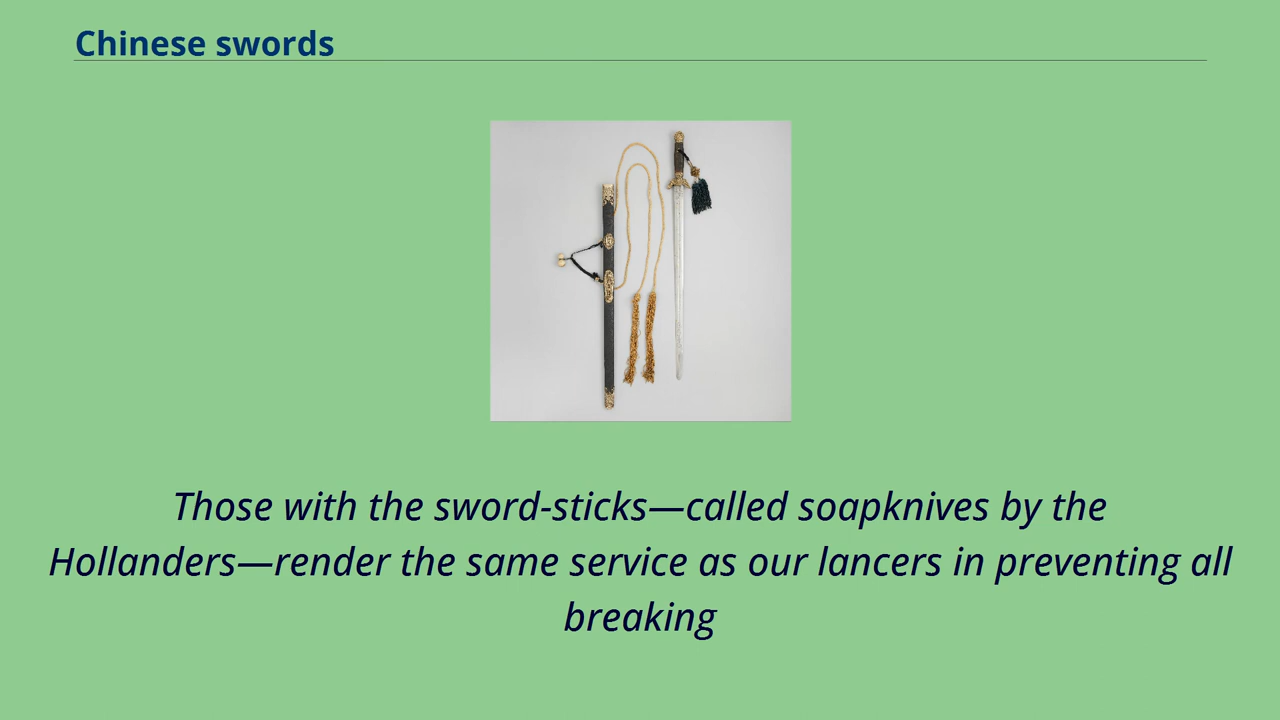 Chinese swords
Those with the sword-sticks—called soapknives by the
Hollanders—render the same service as our lancers in preventing all
breaking